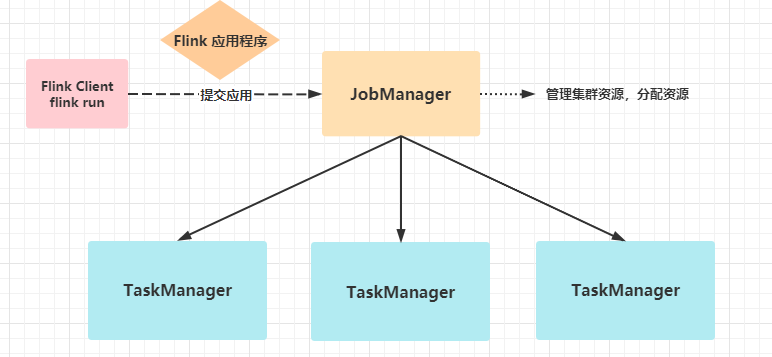 Flink 应用程序
Flink Client
flink run
提交应用
JobManager
管理集群资源，分配资源
TaskManager
TaskManager
TaskManager